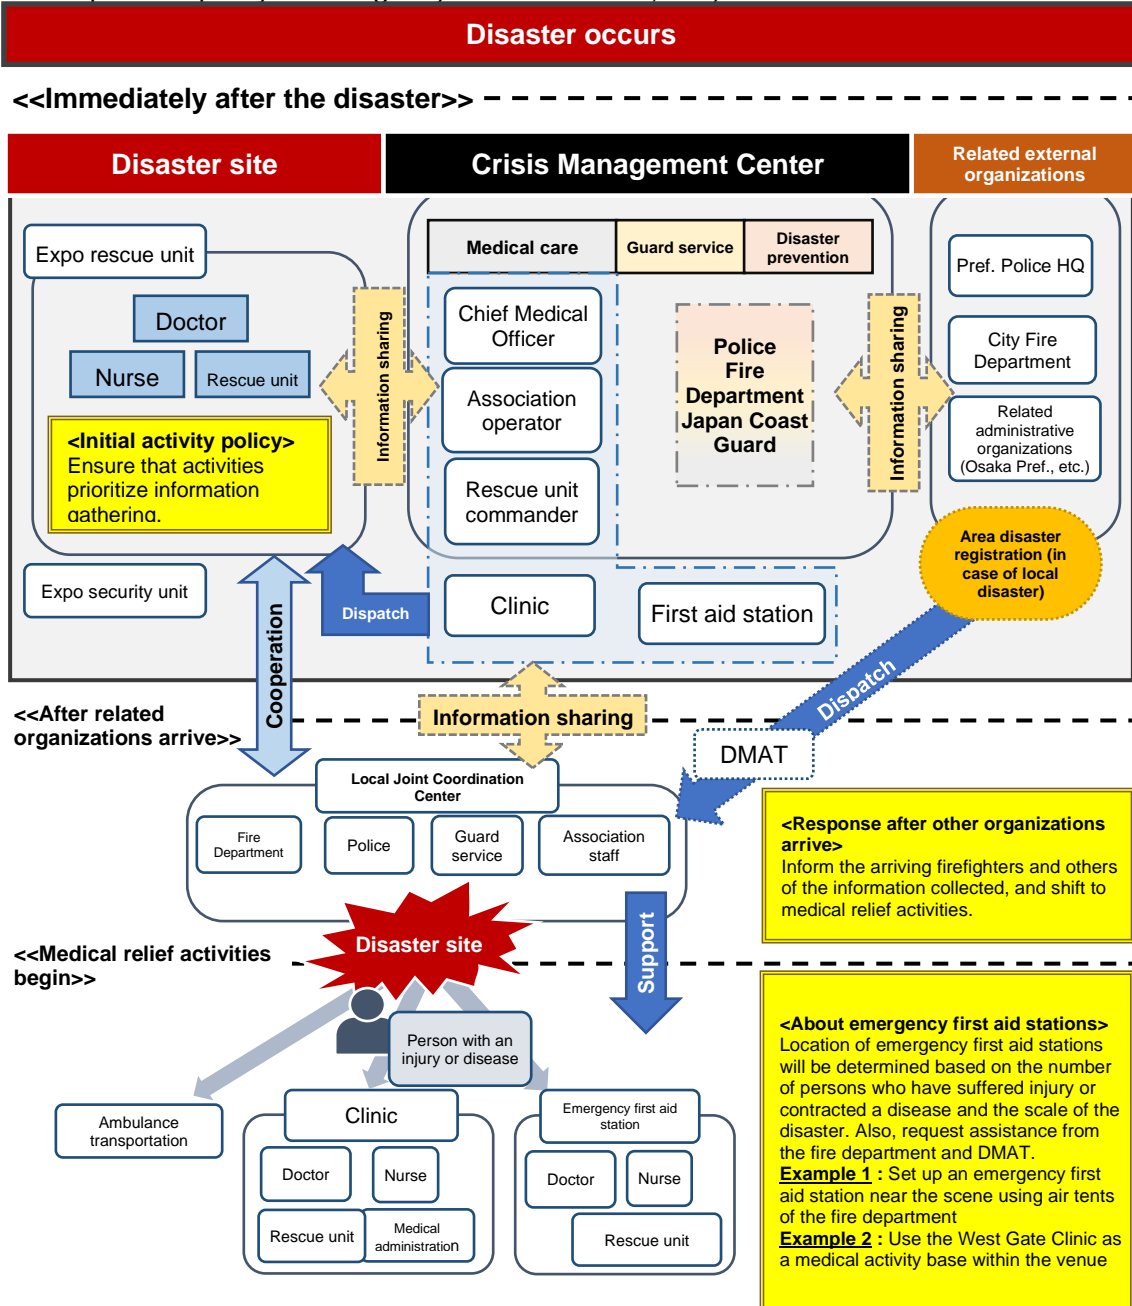 Disaster occurs
<<Immediately after the disaster>>
Disaster site
Crisis Management Center
Related external
organizations
Expo rescue unit
Doctor
Nurse
Rescue unit
<Initial activity policy>
Ensure that activities
prioritize information
gathering.
Expo security unit
Information sharing
Medical care
Guard service
Disaster
prevention
Chief Medical
Officer
Association
operator
Rescue unit
commander
Police
Fire
Department
Japan Coast
Guard
Clinic
First aid station
Dispatch
Information sharing
Pref. Police HQ
City Fire
Department
Related
administrative
organizations
(Osaka Pref., etc.)
Area disaster
registration (in
case of local
disaster)
Dispatch
Cooperation
<<After related
organizations arrive>>
Information sharing
DMAT
Local Joint Coordination
Center
Fire
Department
Police
Guard
service
Association
staff
<Response after other organizations
arrive>
Inform the arriving firefighters and others
of the information collected, and shift to
medical relief activities.
Disaster site
Support
<<Medical relief activities
begin>>
Person with an
injury or disease
Ambulance
transportation
Clinic
Doctor
Nurse
Rescue unit
Medical
administration
Emergency first aid
station
Doctor
Nurse
Rescue unit
<About emergency first aid stations>
Location of emergency first aid stations
will be determined based on the number
of persons who have suffered injury or
contracted a disease and the scale of the
disaster. Also, request assistance from
the fire department and DMAT.
Example 1 : Set up an emergency first
aid station near the scene using air tents
of the fire department
Example 2 : Use the West Gate Clinic as
a medical activity base within the venue